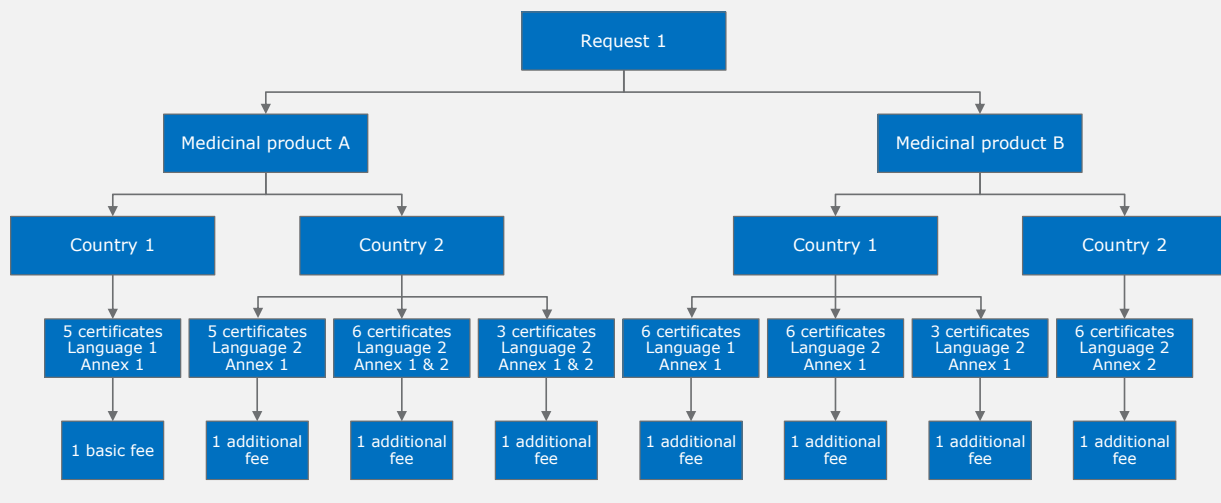 Request 1
Medicinal product A
Medicinal product B
Country 1
Country 2
Country 1
Country 2
5 certificates
Language 1
Annex 1
5 certificates
Language 2
Annex 1
6 certificates
Language 2
Annex 1 & 2
3 certificates
Language 2
Annex 1 & 2
6 certificates
Language 1
Annex 1
6 certificates
Language 2
Annex 1
3 certificates
Language 2
Annex 1
6 certificates
Language 2
Annex 2
1 basic fee
1 additional
fee
1 additional
fee
1 additional
fee
1 additional
fee
1 additional
fee
1 additional
fee
1 additional
fee